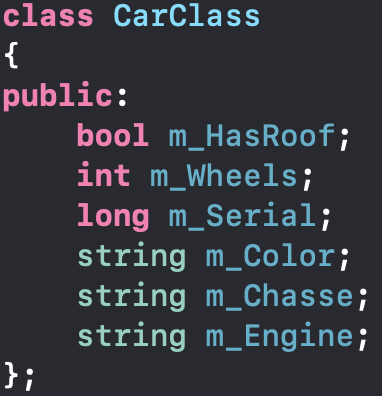 class CarClass
{
public:
    bool m_HasRoof;
    int m_Wheels;
    long m_Serial;
    string m_Color;
    string m_Chasse;
    string m_Engine;
};